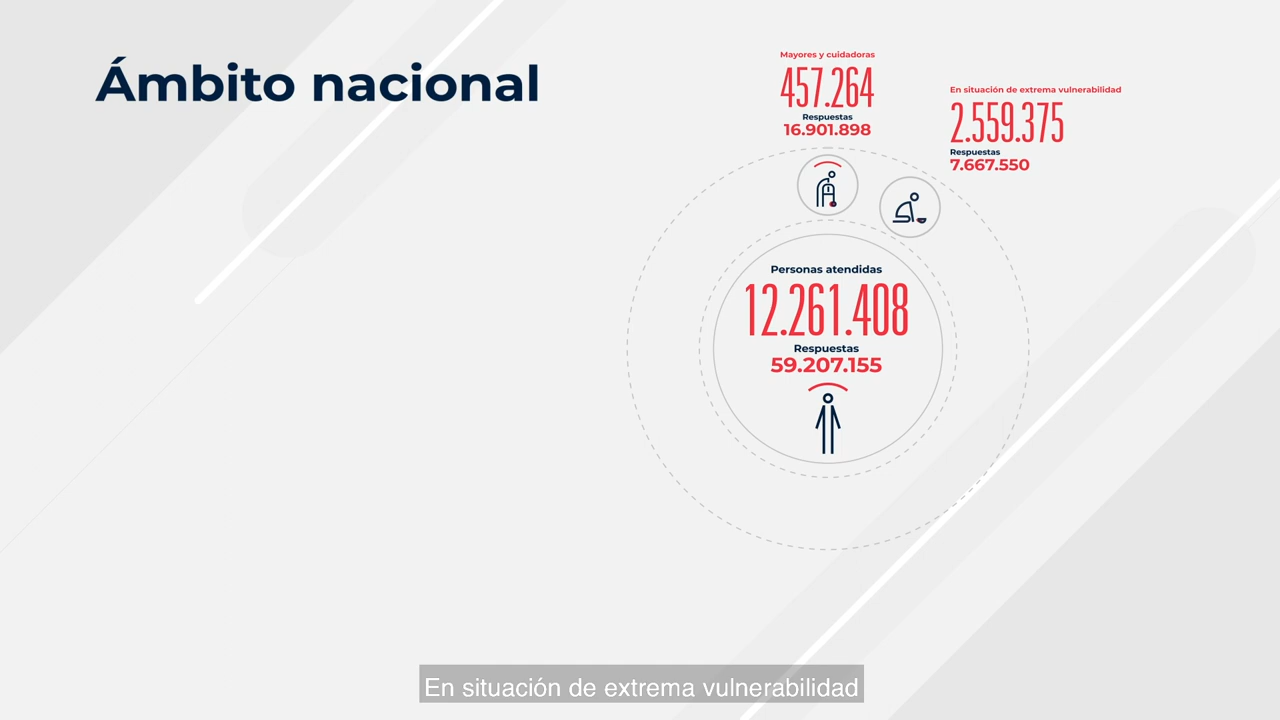 Ámbito nacional
Mayores y cuidadoras
457.264
Respuestas
16.901.898
En situación de extrema vulnerabilidad
2.559.375
Respuestas
7.667.550
Personas atendidas
12.261.408
Respuestas
59.207.155
En situación de extrema vulnerabilidad